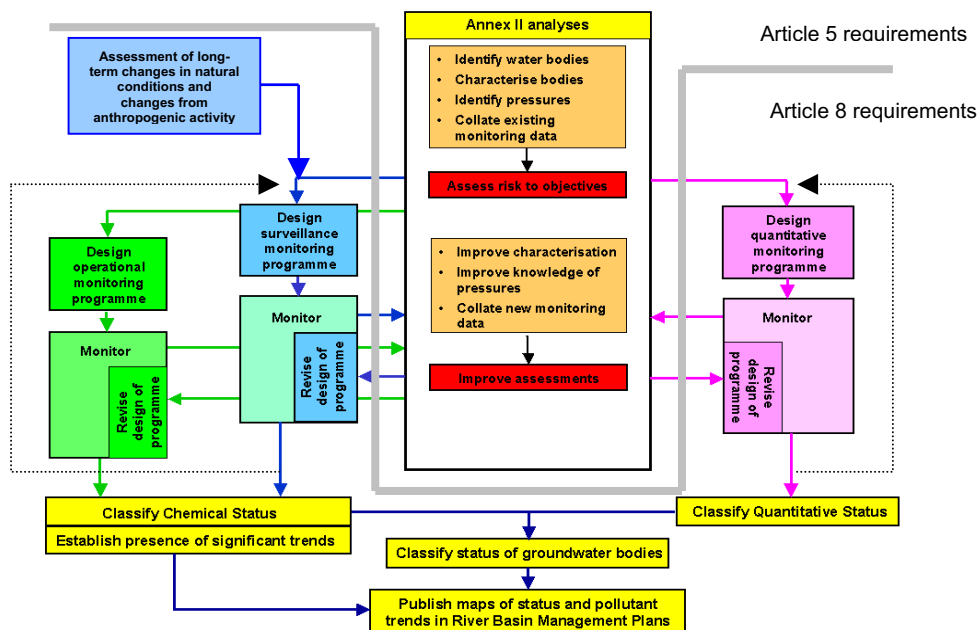 Annex II analyses
Article 5 requirements
Assessment of long-
term changes in natural
conditions and
changes from
anthropogenic activity
• Identify water bodies
• Characterise bodies
• Identify pressures
• Collate existing
monitoring data
Article 8 requirements
Assess risk to objectives
Design
surveillance
monitoring
programme
Design
quantitative
monitoring
programme
Design
operational
monitoring
programme
• Improve characterisation
• Improve knowledge of
pressures
• Collate new monitoring
data
Monitor
Revise
design of
programme
Monitor
Revise
design of
programme
Monitor
Revise
design of
programme
Improve assessments
Classify Chemical Status
Establish presence of significant trends
Classify Quantitative Status
Classify status of groundwater bodies
Publish maps of status and pollutant
trends in River Basin Management Plans